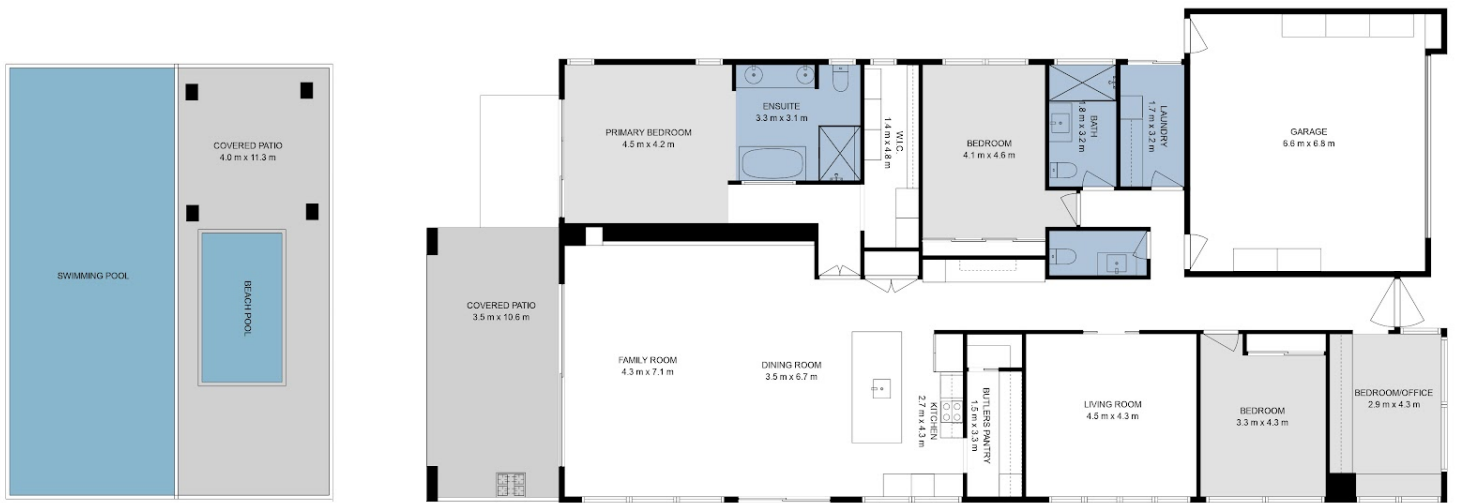 COVERED PATIO
4.0 m x 11.3 m
SWIMMING POOL
BEACH POOL
PRIMARY BEDROOM
4.5 m x 4.2 m
ENSUITE
3.3 m x 3.1 m
W.I.C.
1.4 m x 4.8 m
BEDROOM
4.1 m x 4.6 m
BATH
1.8 m x 3.2 m
LAUNDRY
1.7 m x 3.2 m
GARAGE
6.6 m x 6.8 m
COVERED PATIO
3.5 m x 10.6 m
FAMILY ROOM
4.3 m x 7.1 m
DINING ROOM
3.5 m x 6.7 m
KITCHEN
2.7 m x 4.3 m
BUTLERS PANTRY
1.5 m x 3.3 m
LIVING ROOM
4.5 m x 4.3 m
BEDROOM
3.3 m x 4.3 m
BEDROOM/OFFICE
2.9 m x 4.3 m